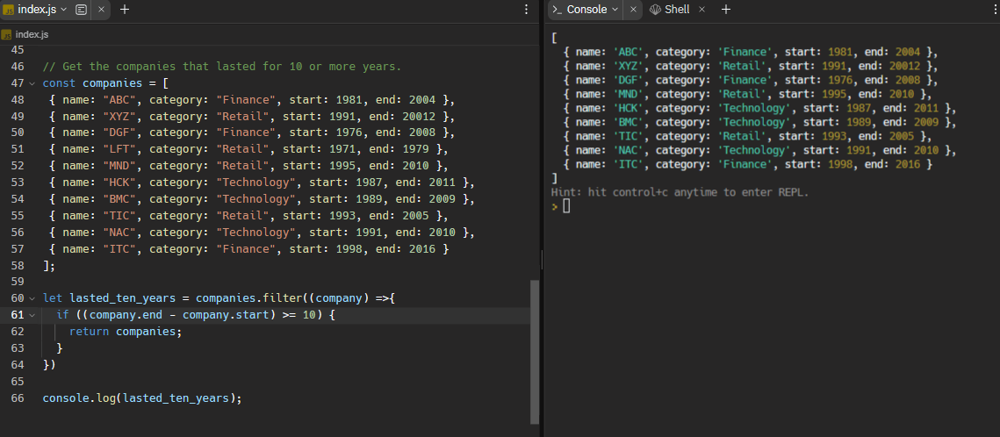 index.js
index.js
45
46 // Get the companies that lasted for 10 or more years.
47 const companies = [
48 { name: "ABC", category: "Finance", start: 1981, end: 2004 },
49 { name: "XYZ", category: "Retail", start: 1991, end: 20012 },
50 { name: "DGF", category: "Finance", start: 1976, end: 2008 },
51 { name: "LFT", category: "Retail", start: 1971, end: 1979 },
52 { name: "MND", category: "Retail", start: 1995, end: 2010 },
53 { name: "HCK", category: "Technology", start: 1987, end: 2011 },
54 { name: "BMC", category: "Technology", start: 1989, end: 2009 },
55 { name: "TIC", category: "Retail", start: 1993, end: 2005 },
56 { name: "NAC", category: "Technology", start: 1991, end: 2010 },
57 { name: "ITC", category: "Finance", start: 1998, end: 2016 }
58 ];
59
60 let lasted_ten_years = companies.filter((company) =>{
61 if ((company.end - company.start) >= 10) {
62 return companies;
63 }
64 })
65
66 console.log(lasted_ten_years);
Console
Shell
[
{ name: 'ABC', category: 'Finance', start: 1981, end: 2004 },
{ name: 'XYZ', category: 'Retail', start: 1991, end: 20012 },
{ name: 'DGF', category: 'Finance', start: 1976, end: 2008 },
{ name: 'MND', category: 'Retail', start: 1995, end: 2010 },
{ name: 'HCK', category: 'Technology', start: 1987, end: 2011 },
{ name: 'BMC', category: 'Technology', start: 1989, end: 2009 },
{ name: 'TIC', category: 'Retail', start: 1993, end: 2005 },
{ name: 'NAC', category: 'Technology', start: 1991, end: 2010 },
{ name: 'ITC', category: 'Finance', start: 1998, end: 2016 }
]
Hint: hit control+c anytime to enter REPL.
>